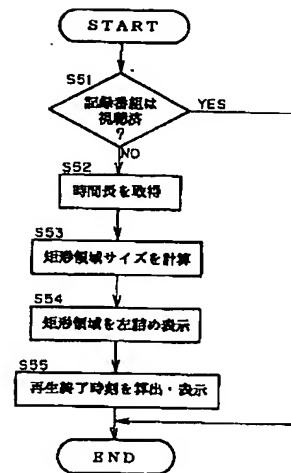 START
S51
記録番組は
視聴済
?
YES
NO
S52
時間長を取得
S53
矩形領域サイズを計算
S54
矩形領域を左詰め表示
S55
再生終了時刻を算出・表示
END